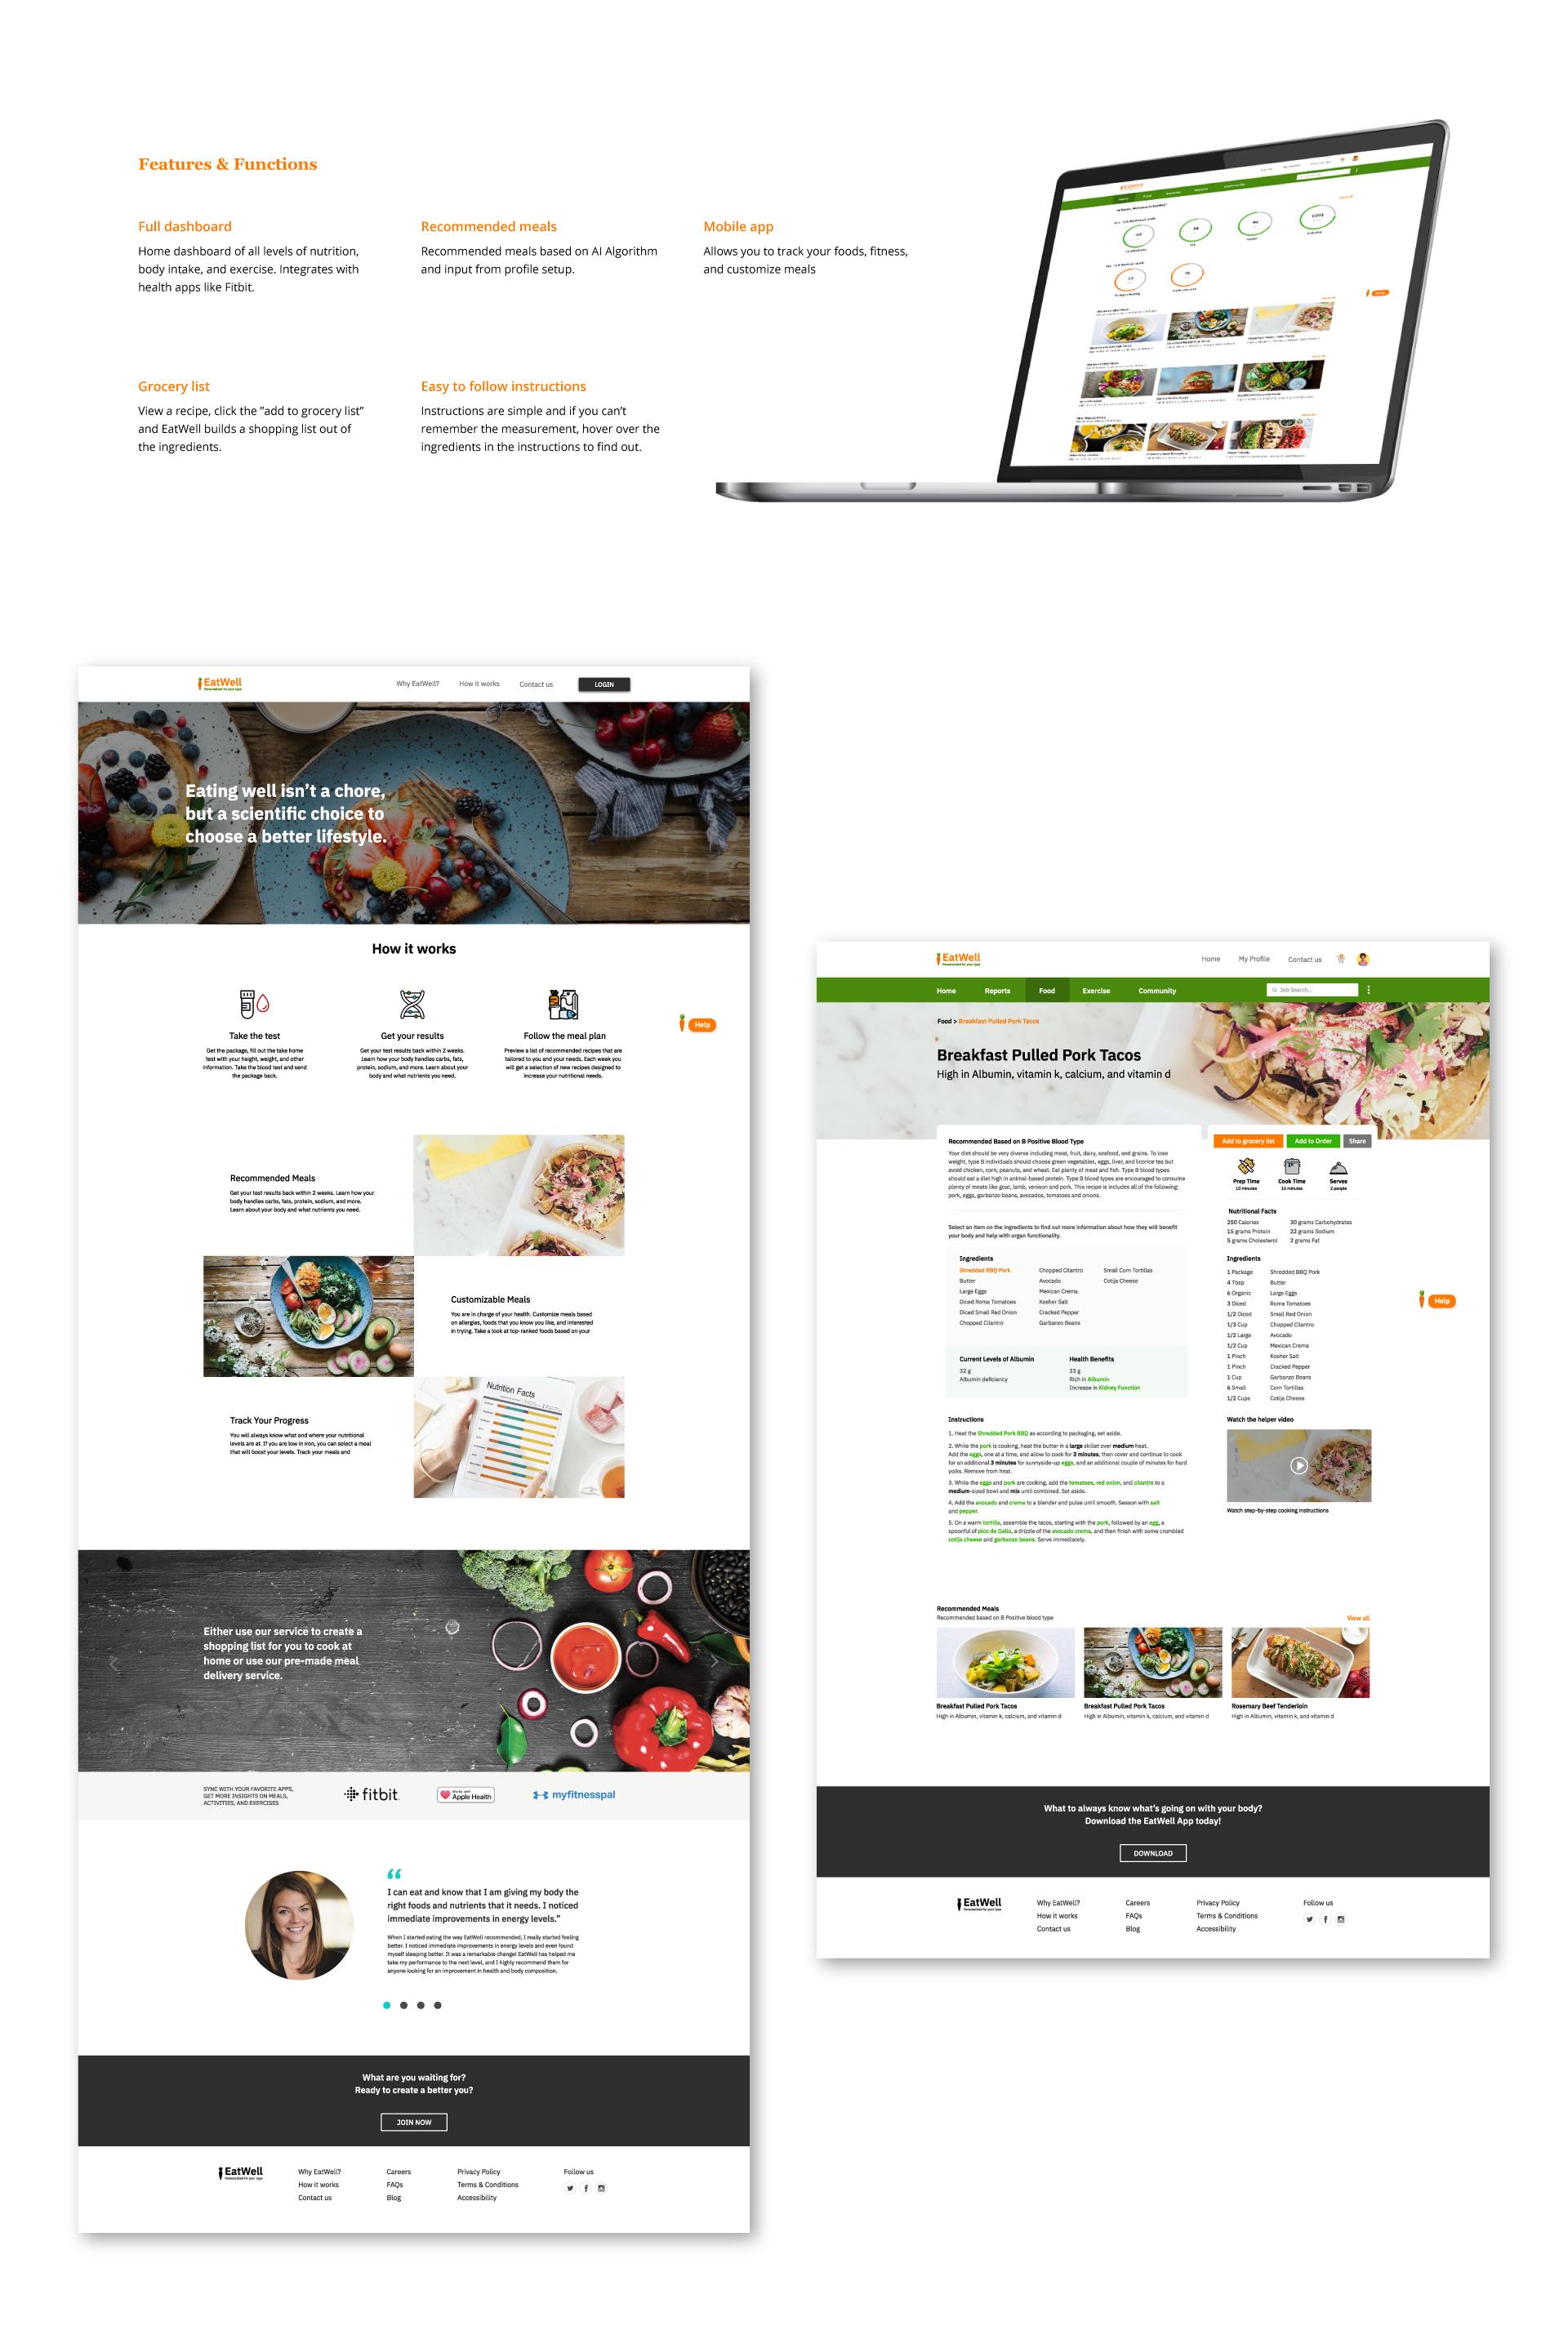 Features & Functions
Full dashboard
Home dashboard of all levels of nutrition,
body intake, and exercise. Integrates with
health apps like Fitbit.
Recommended meals
Recommended meals based on AI Algorithm
and input from profile setup.
Mobile app
Allows you to track your foods, fitness,
and customize meals
Grocery list
View a recipe, click the "add to grocery list"
and EatWell builds a shopping list out of
the ingredients.
Easy to follow instructions
Instructions are simple and if you can't
remember the measurement, hover over the
ingredients in the instructions to find out.
EatWell
EatWell
Personalized for your type
Why EatWell?
How it works
Contact us
LOGIN
Eating well isn't a chore,
but a scientific choice to
choose a better lifestyle.
How it works
Take the test
Get the package, fill out the take home
test with your height, weight, and other
information. Take the blood test and send
the package back.
Get your results
Get your test results back within 2 weeks.
Learn how your body handles carbs, fats,
protein, sodium, and more. Learn about your
body and what nutrients you need.
Follow the meal plan
Preview a list of recommended recipes that are
tailored to you and your needs. Each week you
will get a selection of new recipes designed to
increase your nutritional needs.
Help
Recommended Meals
Get your test results back within 2 weeks. Learn how your
body handles carbs, fats, protein, sodium, and more.
Learn about your body and what nutrients you need.
Customizable Meals
You are in charge of your health. Customize meals based
on allergies, foods that you know you like, and interested
in trying. Take a look at top-ranked foods based on your
Track Your Progress
You will always know what and where your nutritional
levels are at. If you are low in iron, you can select a meal
that will boost your levels. Track your meals and
Nutrition Facts
Either use our service to create a
shopping list for you to cook at
home or use our pre-made meal
delivery service.
SYNC WITH YOUR FAVORITE APPS,
GET MORE INSIGHTS ON MEALS,
ACTIVITIES, AND EXERCISES
fitbit
Works with
Apple Health
myfitnesspal
“
I can eat and know that I am giving my body the
right foods and nutrients that it needs. I noticed
immediate improvements in energy levels."
When I started eating the way EatWell recommended, I really started feeling
better. I noticed immediate improvements in energy levels and even found
myself sleeping better. It was a remarkable change! EatWell has helped me
take my performance to the next level, and I highly recommend them for
anyone looking for an improvement in health and body composition.
What are you waiting for?
Ready to create a better you?
JOIN NOW
EatWell
Personalized for your type
Why EatWell?
How it works
Contact us
Careers
FAQs
Blog
Privacy Policy
Terms & Conditions
Accessibility
Follow us
EatWell
Personalized for your type
Home
My Profile
Contact us
Home
Reports
Food
Exercise
Community
Job Search...
Food > Breakfast Pulled Pork Tacos
Breakfast Pulled Pork Tacos
High in Albumin, vitamin k, calcium, and vitamin d
Recommended Based on B Positive Blood Type
Your diet should be very diverse including meat, fruit, dairy, seafood, and grains. To lose
weight, type B individuals should choose green vegetables, eggs, liver, and licorice tea but
avoid chicken, corn, peanuts, and wheat. Eat plenty of meat and fish. Type B blood types
should eat a diet high in animal-based protein. Type B blood types are encouraged to consume
plenty of meats like goat, lamb, venison and pork. This recipe is includes all of the following:
pork, eggs, garbanzo beans, avocados, tomatoes and onions.
Select an item on the ingredients to find out more information about how they will benefit
your body and help with organ functionality.
Ingredients
Shredded BBQ Pork
Butter
Large Eggs
Diced Roma Tomatoes
Diced Small Red Onion
Chopped Cilantro
Chopped Cilantro
Avocado
Mexican Crema
Kosher Salt
Cracked Pepper
Garbanzo Beans
Small Corn Tortillas
Cotija Cheese
Current Levels of Albumin
32 g
Albumin deficiency
Health Benefits
33 g
Rich in Albumin
Increase in Kidney Function
Instructions
1. Heat the Shredded Pork BBQ as according to packaging, set aside.
2. While the pork is cooking, heat the butter in a large skillet over medium heat.
Add the eggs, one at a time, and allow to cook for 3 minutes, then cover and continue to cook
for an additional 3 minutes for sunnyside-up eggs, and an additional couple of minutes for hard
yolks. Remove from heat.
3. While the eggs and pork are cooking, add the tomatoes, red onion, and cilantro to a
medium-sized bowl and mix until combined. Set aside.
4. Add the avocado and crema to a blender and pulse until smooth. Season with salt
and pepper.
5. On a warm tortilla, assemble the tacos, starting with the pork, followed by an egg, a
spoonful of pico de Gallo, a drizzle of the avocado crema, and then finish with some crumbled
cotija cheese and garbanzo beans. Serve immediately.
Add to grocery list
Add to Order
Share
Prep Time
10 minutes
Cook Time
15 minutes
Serves
2 people
Nutritional Facts
250 Calories
30 grams Carbohydrates
15 grams Protein
22 grams Sodium
5 grams Cholesterol
2 grams Fat
Ingredients
1 Package Shredded BBQ Pork
4 Tbsp Butter
6 Organic Large Eggs
3 Diced Roma Tomatoes
1/2 Diced Small Red Onion
1/3 Cup Chopped Cilantro
1/2 Large Avocado
1/2 Cup Mexican Crema
1 Pinch Kosher Salt
1 Pinch Cracked Pepper
1 Cup Garbanzo Beans
6 Small Corn Tortillas
1/2 Cups Cotija Cheese
Watch the helper video
Watch step-by-step cooking instructions
Help
Recommended Meals
Recommended based on B Positive blood type
View all
Breakfast Pulled Pork Tacos
High in Albumin, vitamin k, calcium, and vitamin d
Breakfast Pulled Pork Tacos
High in Albumin, vitamin k, calcium, and vitamin d
Rosemary Beef Tenderloin
High in Albumin, vitamin k, and vitamin d
What to always know what's going on with your body?
Download the EatWell App today!
DOWNLOAD
EatWell
Personalized for your type
Why EatWell?
How it works
Contact us
Careers
FAQs
Blog
Privacy Policy
Terms & Conditions
Accessibility
Follow us